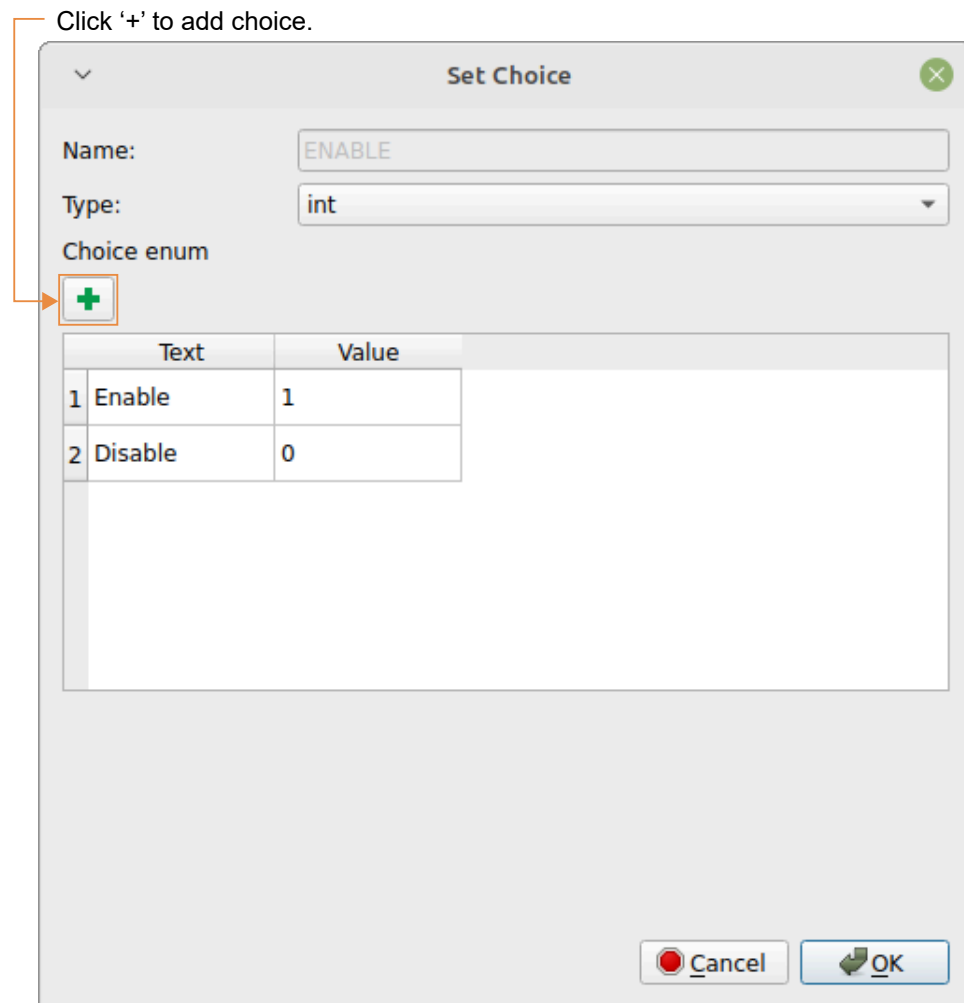 Click ‘+’ to add choice.
Set Choice
Name: ENABLE
Type: int
Choice enum
Text Value
1 Enable 1
2 Disable 0
Cancel OK